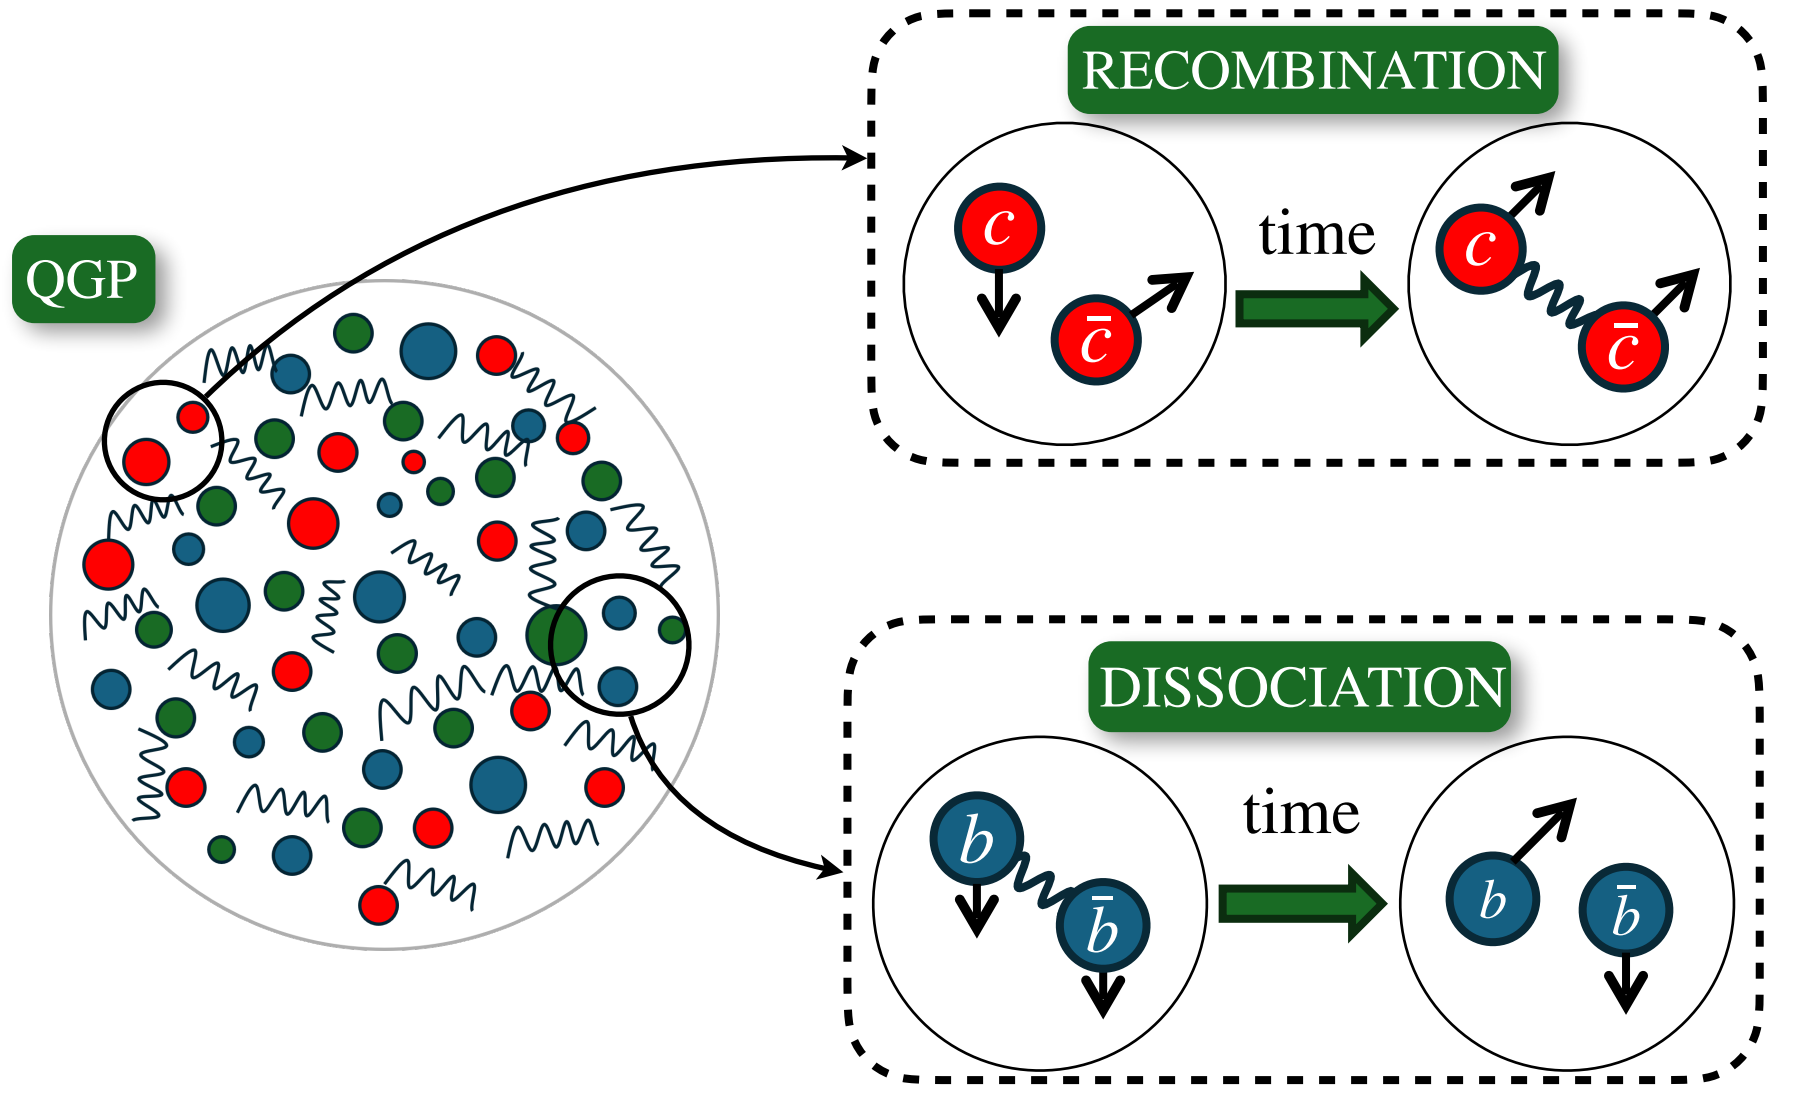 RECOMBINATION
QGP
c
c̄
time
c
c̄
DISSOCIATION
b
b̄
time
b
b̄